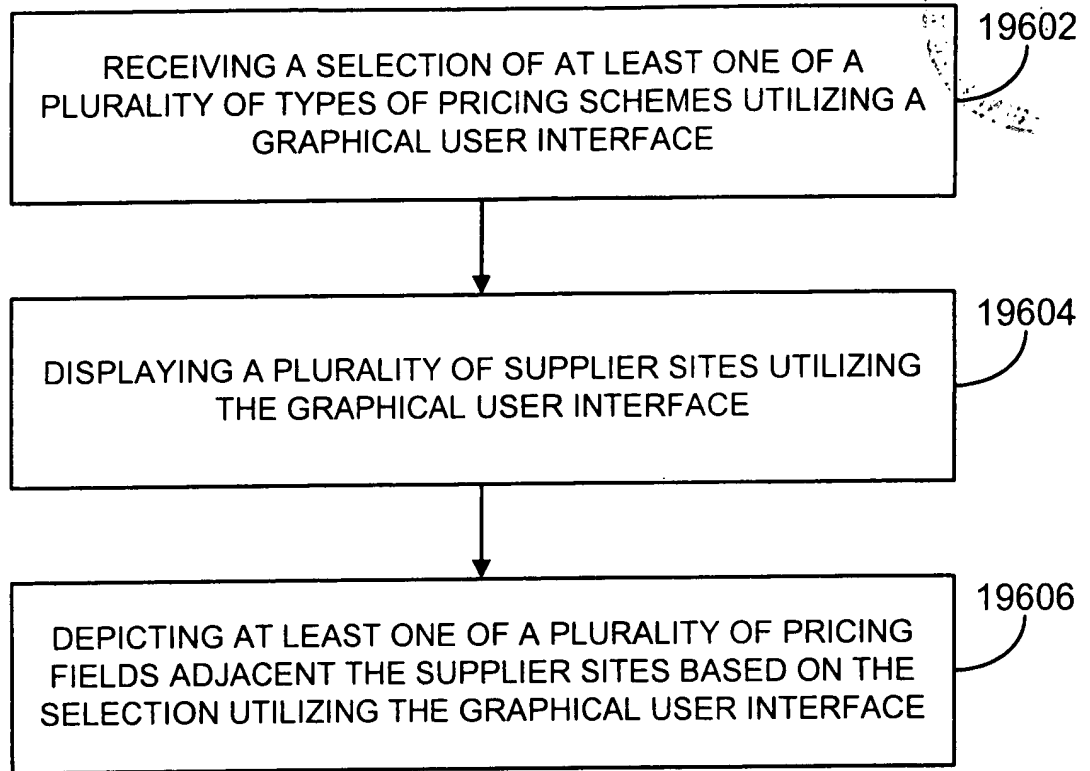 19602
RECEIVING A SELECTION OF AT LEAST ONE OF A
PLURALITY OF TYPES OF PRICING SCHEMES UTILIZING A
GRAPHICAL USER INTERFACE
19604
DISPLAYING A PLURALITY OF SUPPLIER SITES UTILIZING
THE GRAPHICAL USER INTERFACE
19606
DEPICTING AT LEAST ONE OF A PLURALITY OF PRICING
FIELDS ADJACENT THE SUPPLIER SITES BASED ON THE
SELECTION UTILIZING THE GRAPHICAL USER INTERFACE